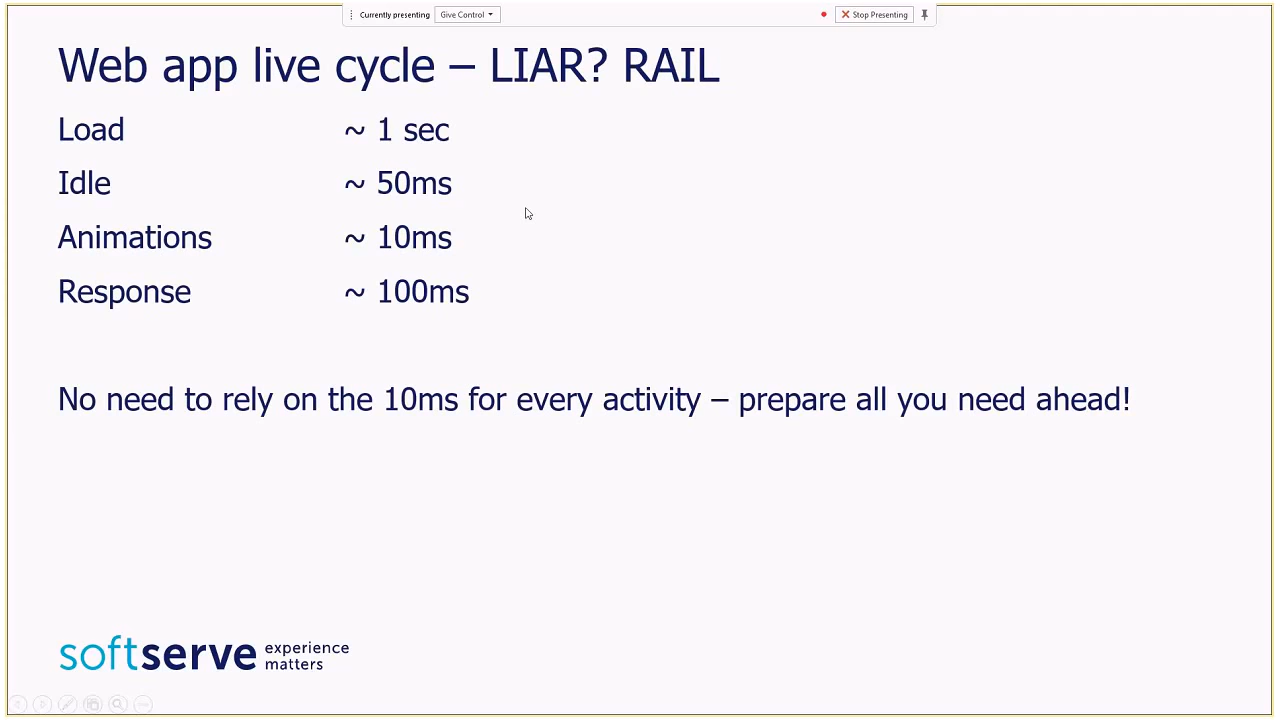 Currently presenting Give Control Stop Presenting
Web app live cycle – LIAR? RAIL
Load ~ 1 sec
Idle ~ 50ms
Animations ~ 10ms
Response ~ 100ms
No need to rely on the 10ms for every activity – prepare all you need ahead!
softserve experience
matters